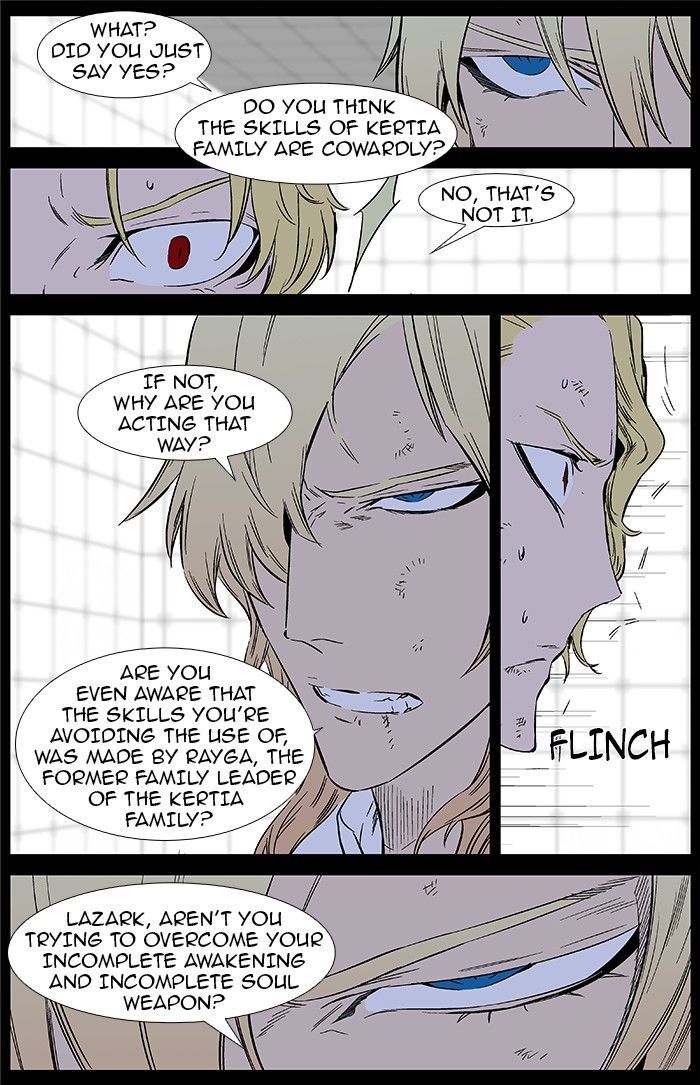 WHAT?
DID YOU JUST
SAY YES?
DO YOU THINK
THE SKILLS OF KERTIA
FAMILY ARE COWARDLY?
NO, THAT'S
NOT IT.
IF NOT,
WHY ARE YOU
ACTING THAT
WAY?
ARE YOU
EVEN AWARE THAT
THE SKILLS YOU'RE
AVOIDING THE USE OF,
WAS MADE BY RAYGA, THE
FORMER FAMILY LEADER
OF THE KERTIA
FAMILY?
FLINCH
LAZARK, AREN'T YOU
TRYING TO OVERCOME YOUR
INCOMPLETE AWAKENING
AND INCOMPLETE SOUL
WEAPON?